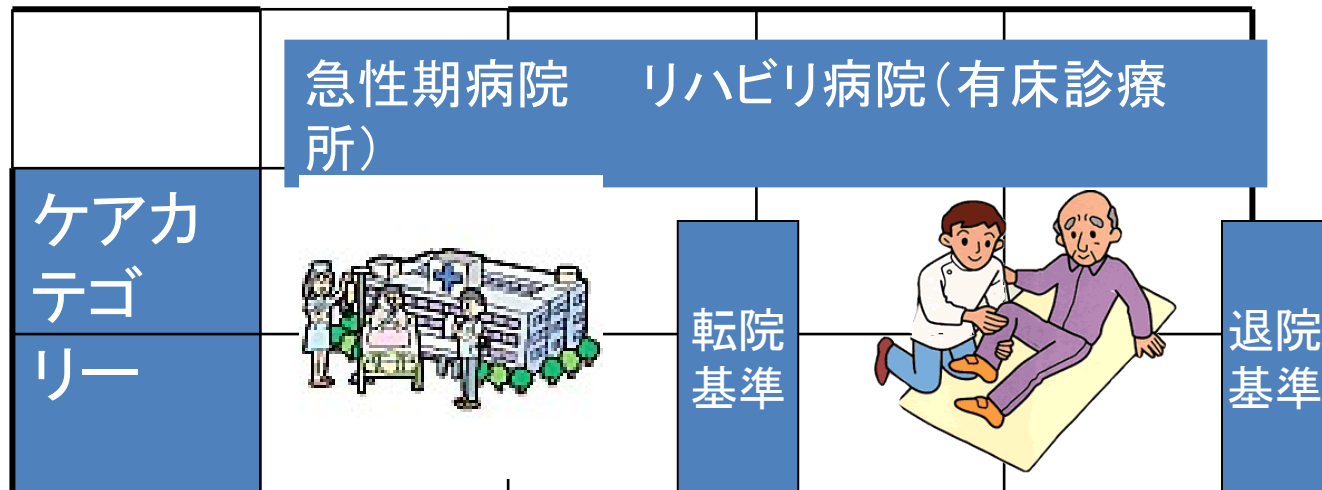 急性期病院　リハビリ病院（有床診療
所）
ケアカ
テゴ
リー
転院
基準
退院
基準